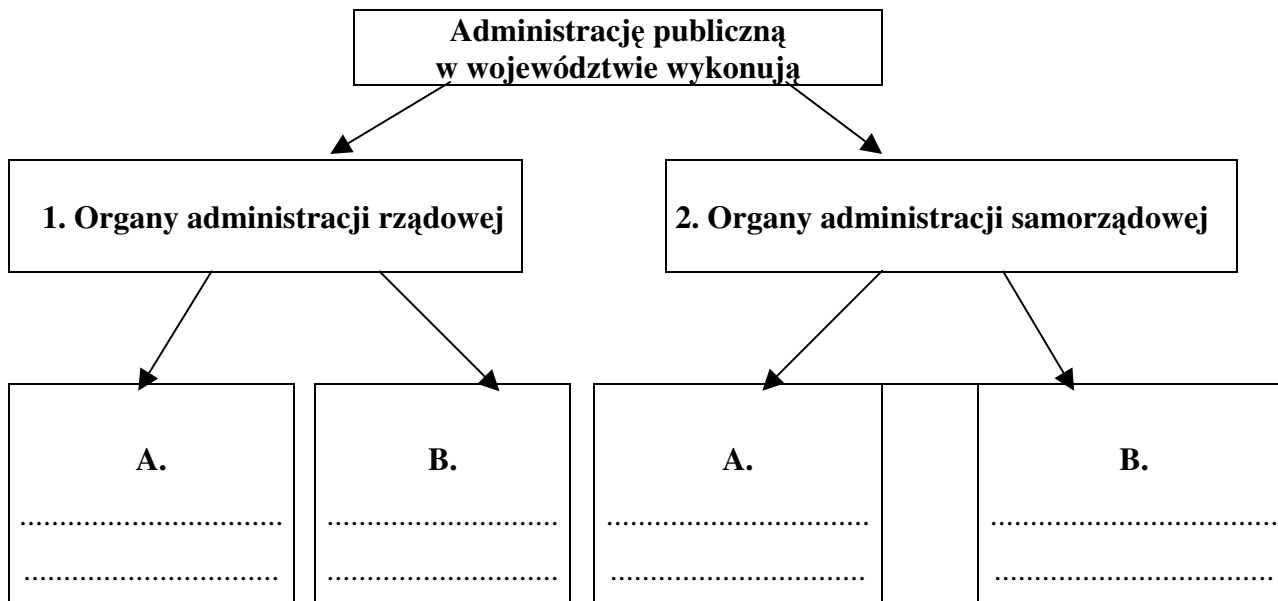 Administrację publiczną
w województwie wykonują
1. Organy administracji rządowej
2. Organy administracji samorządowej
A.
.................................
................................
B.
.............................
.............................
A.
.................................
................................
B.
....................................
....................................